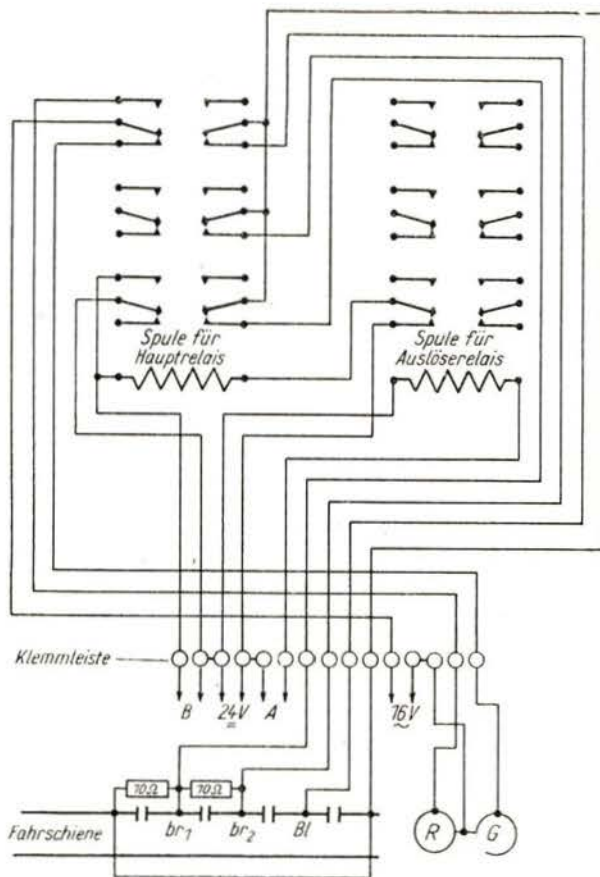 Spule für
Hauptrelais
Spule für
Auslöserelais
Klemmleiste
B
24V
A
16V
10Ω
10Ω
Fahrschiene
br1
br2
Bl
R
G